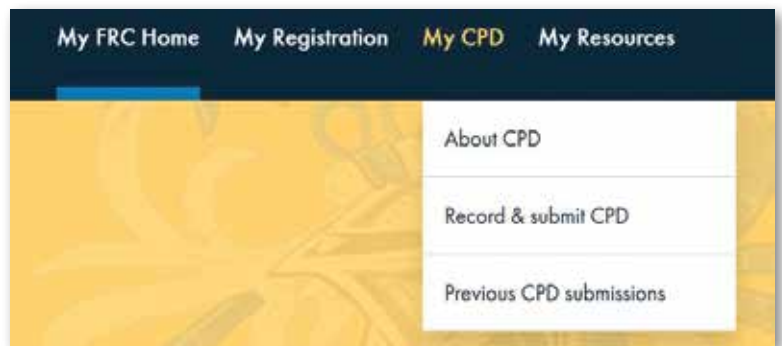 My FRC Home My Registration My CPD My Resources
About CPD
Record & submit CPD
Previous CPD submissions